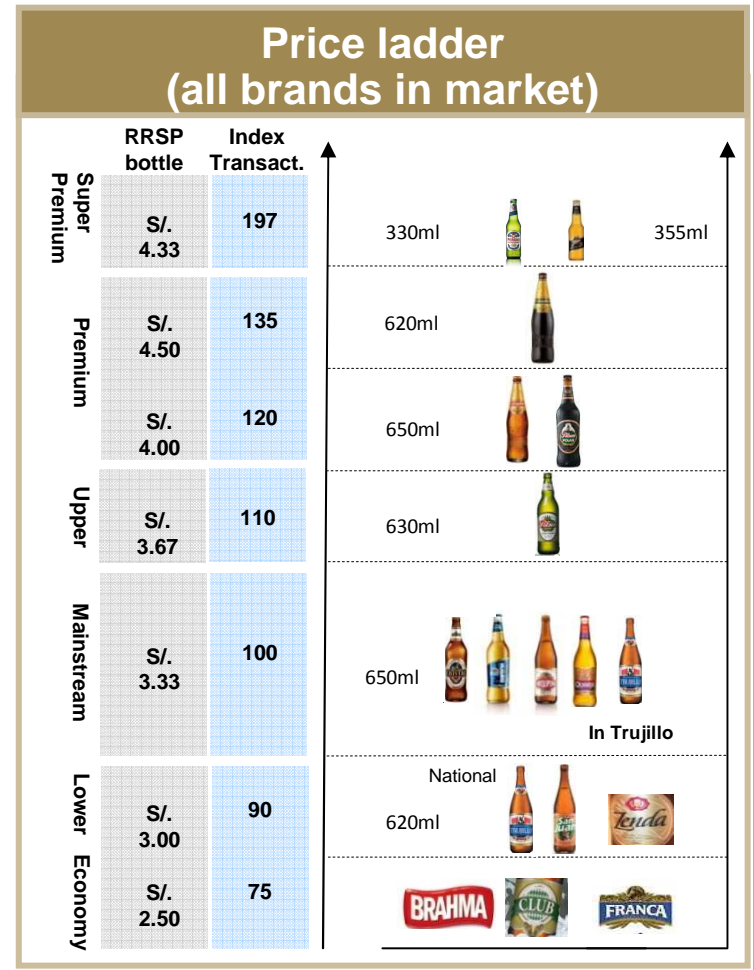 Price ladder
(all brands in market)
RRSP
bottle
Index
Transact.
Super
Premium
S/.
4.33
197
330ml
355ml
Premium
S/.
4.50
135
620ml
S/.
4.00
120
650ml
Upper
S/.
3.67
110
630ml
Mainstream
S/.
3.33
100
650ml
In Trujillo
Lower
S/.
3.00
90
National
620ml
San
Juan
Zenda
Economy
S/.
2.50
75
BRAHMA
CLUB
FRANCA